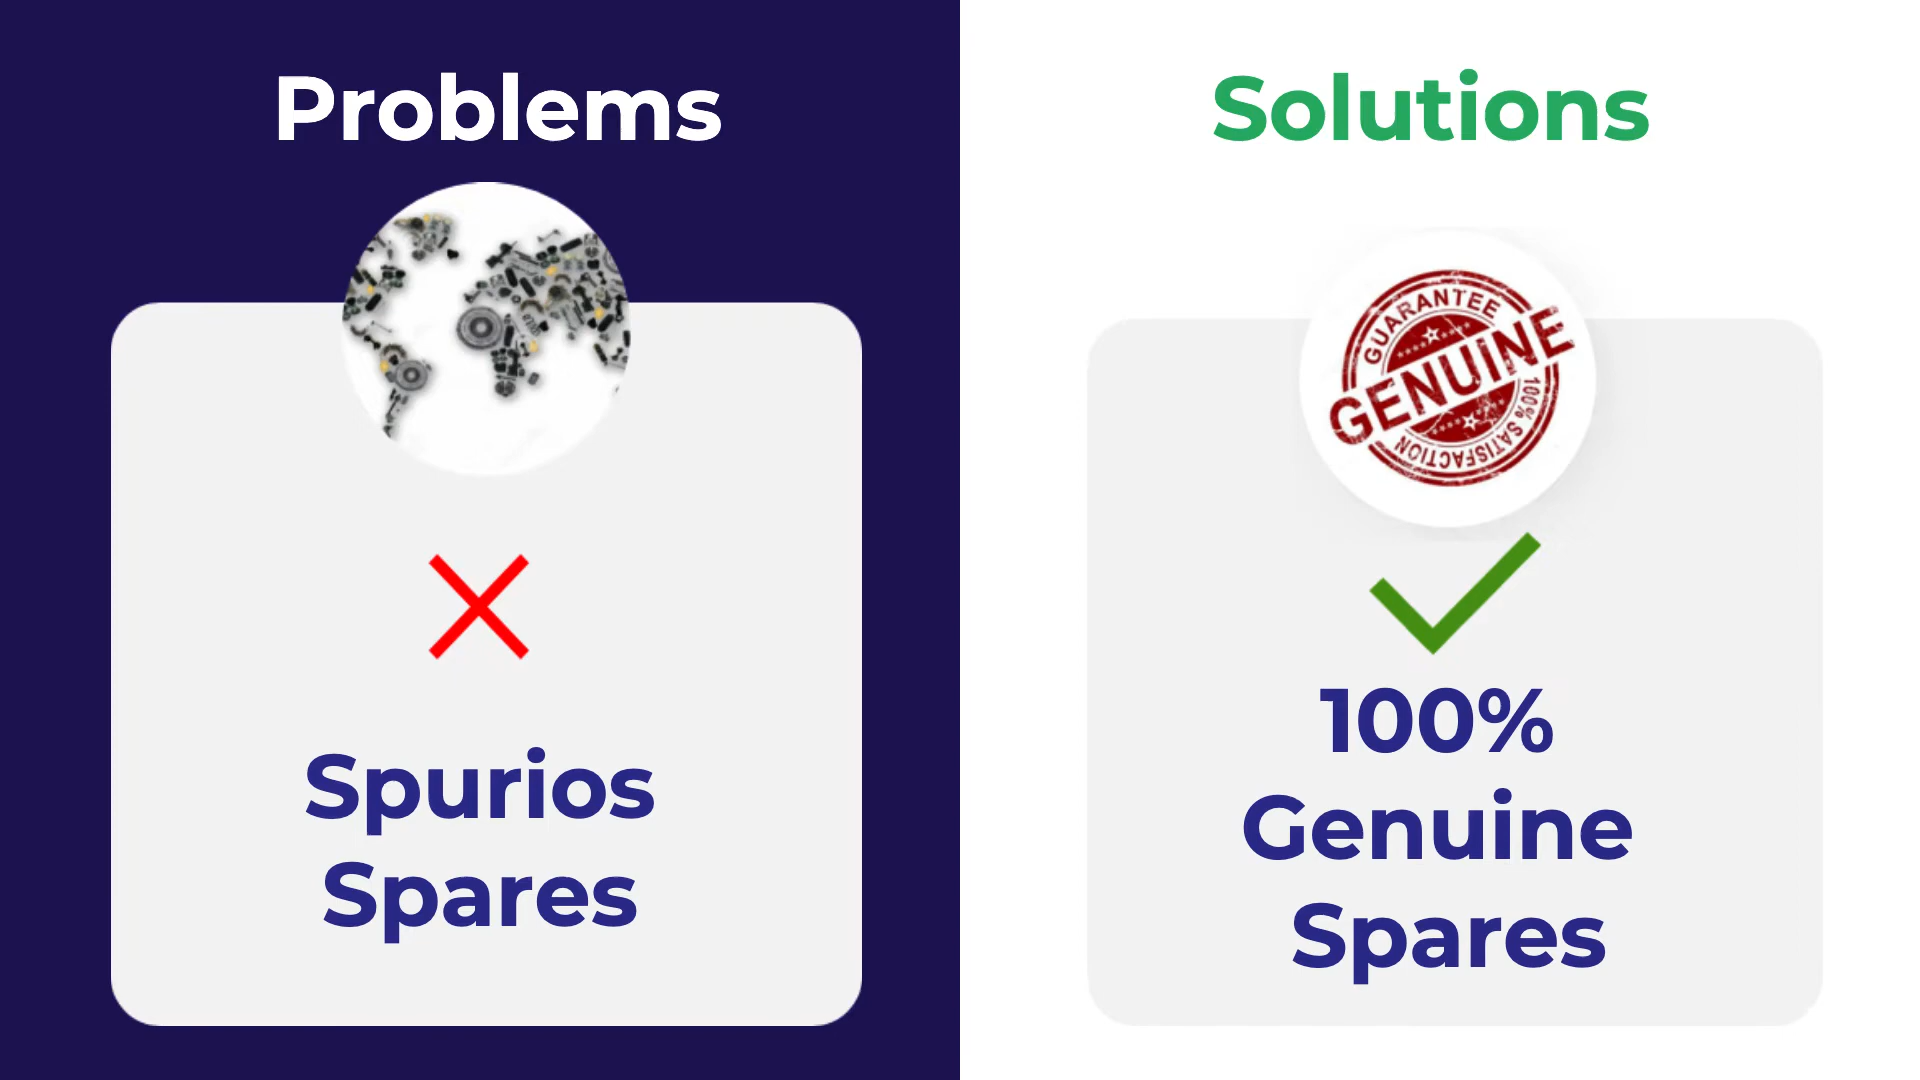 Problems
Spurios
Spares
Solutions
GUARANTEE
GENUINE
100% SATISFACTION
100%
Genuine
Spares